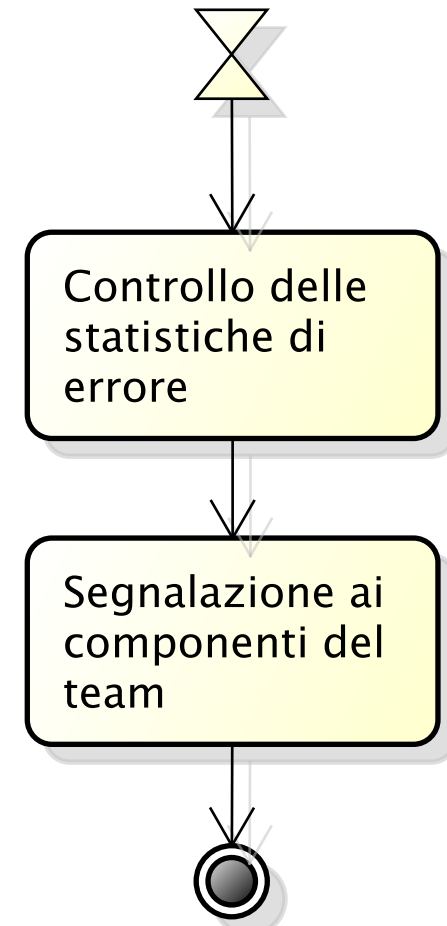 Controllo delle
statistiche di
errore
Segnalazione ai
componenti del
team